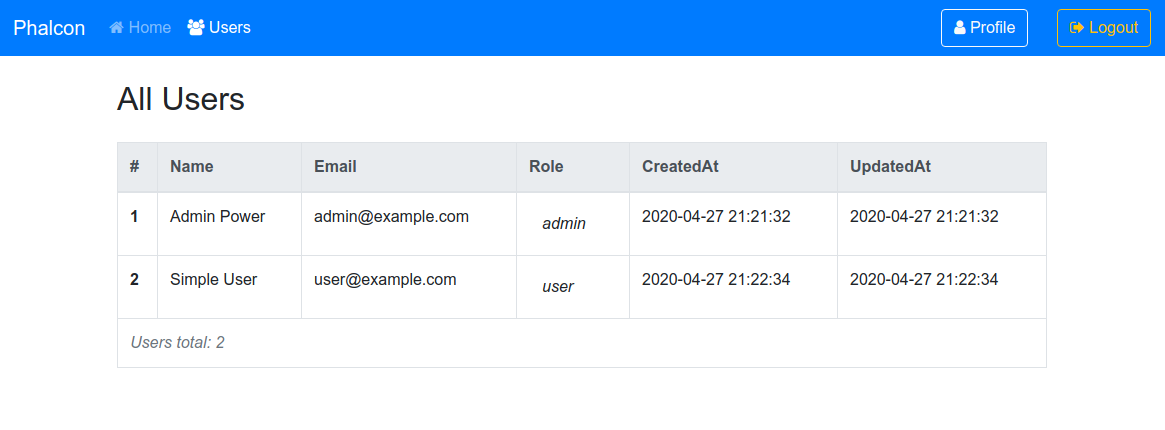 Phalcon Home Users Profile Logout
All Users
# Name Email Role CreatedAt UpdatedAt
1 Admin Power admin@example.com admin 2020-04-27 21:21:32 2020-04-27 21:21:32
2 Simple User user@example.com user 2020-04-27 21:22:34 2020-04-27 21:22:34
Users total: 2